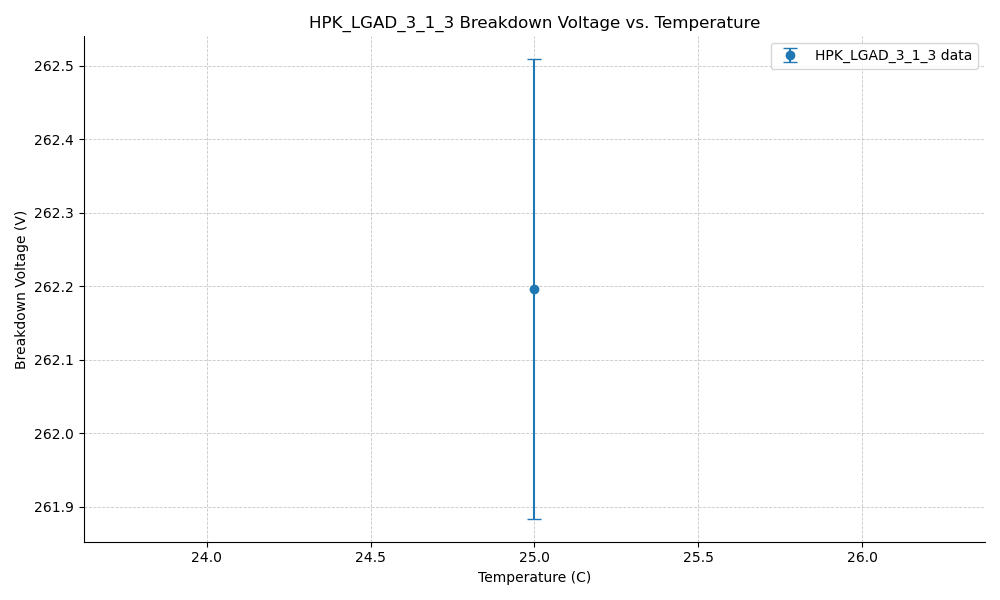 HPK_LGAD_3_1_3 Breakdown Voltage vs. Temperature
HPK_LGAD_3_1_3 data
Breakdown Voltage (V)
262.5
262.4
262.3
262.2
262.1
262.0
261.9
24.0 24.5 25.0 25.5 26.0
Temperature (C)